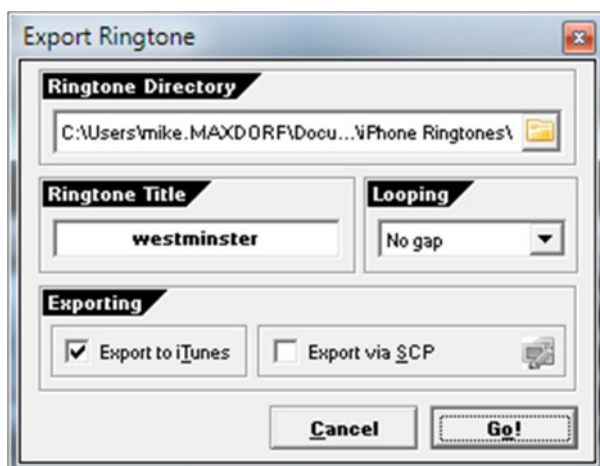 Export Ringtone
Ringtone Directory
C:\Users\mike.MAXDORF\Docu...\iPhone Ringtones\
Ringtone Title
Looping
westminster
No gap
Exporting
Export to iTunes
Export via SCP
Cancel
Go!